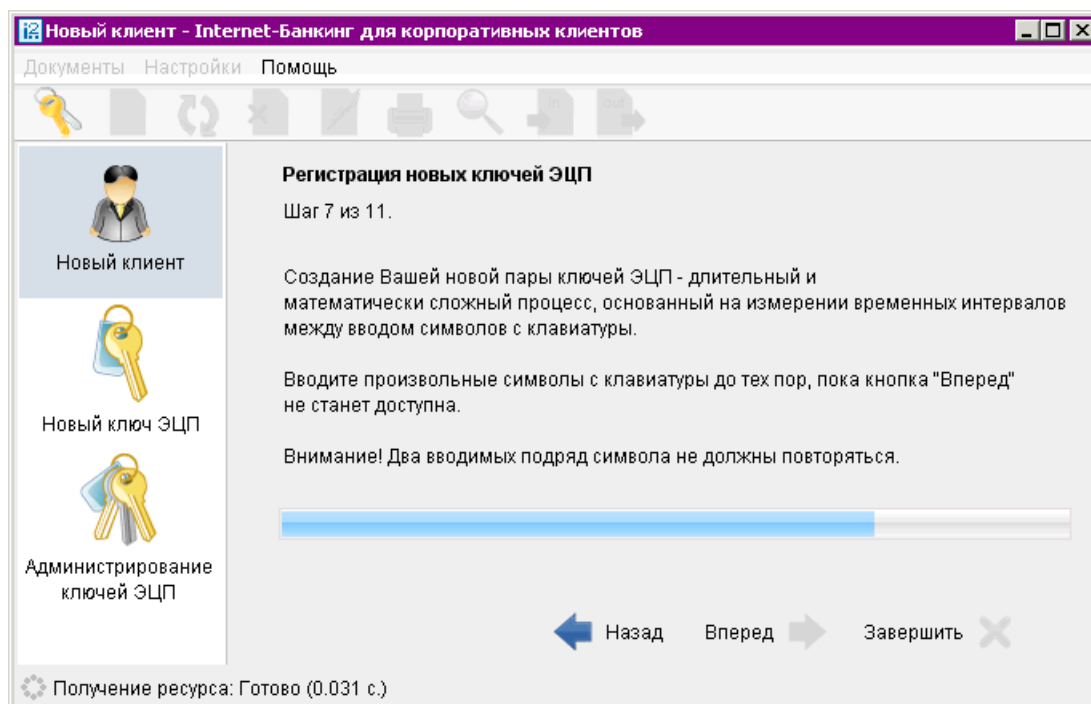 Новый клиент - Internet-Банкинг для корпоративных клиентов
Документы Настройки Помощь
in out
Новый клиент
Новый ключ ЭЦП
Администрирование
ключей ЭЦП
Регистрация новых ключей ЭЦП
Шаг 7 из 11.
Создание Вашей новой пары ключей ЭЦП - длительный и
математически сложный процесс, основанный на измерении временных интервалов
между вводом символов с клавиатуры.
Вводите произвольные символы с клавиатуры до тех пор, пока кнопка "Вперед"
не станет доступна.
Внимание! Два вводимых подряд символа не должны повторяться.
Назад Вперед Завершить
Получение ресурса: Готово (0.031 с.)